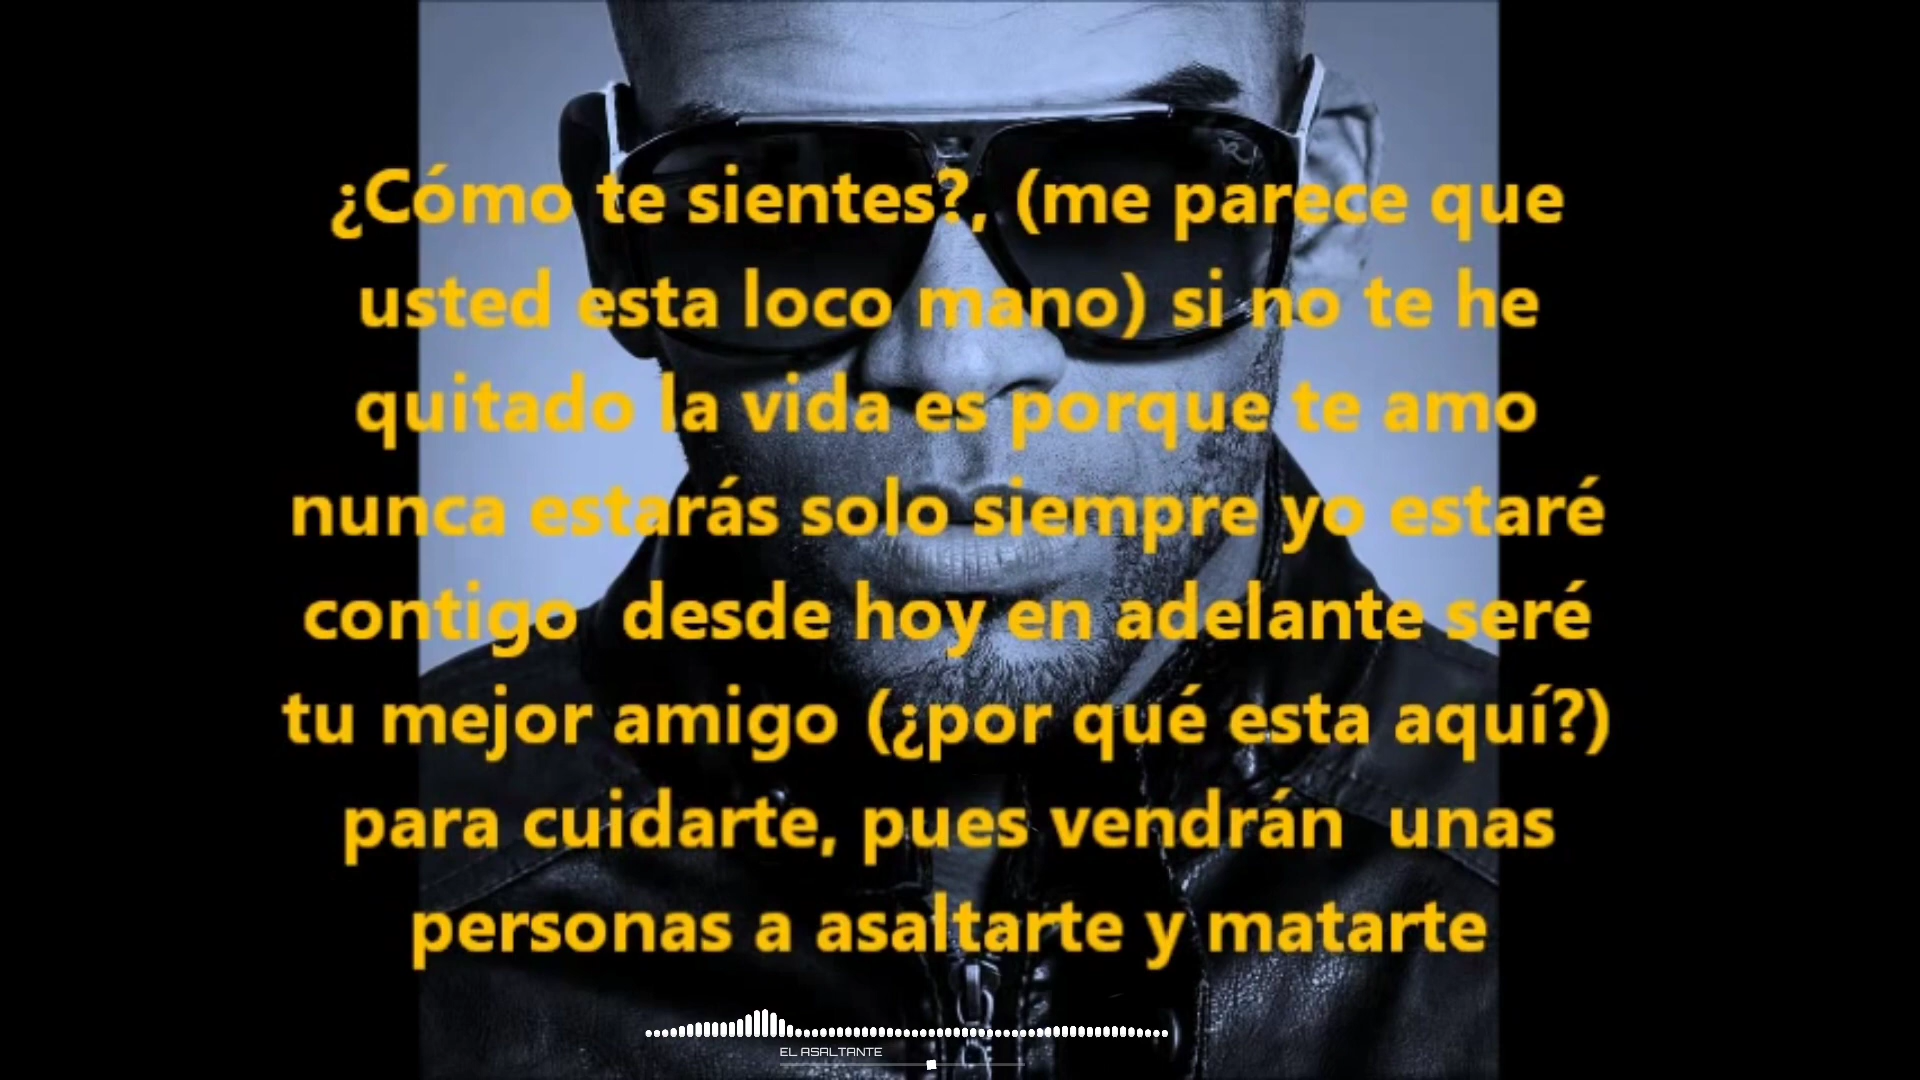 ¿Cómo te sientes?, (me parece que
usted esta loco mano) si no te he
quitado la vida es porque te amo
nunca estarás solo siempre yo estaré
contigo  desde hoy en adelante seré
tu mejor amigo (¿por qué esta aquí?)
para cuidarte, pues vendrán  unas
personas a asaltarte y matarte
EL ASALTANTE